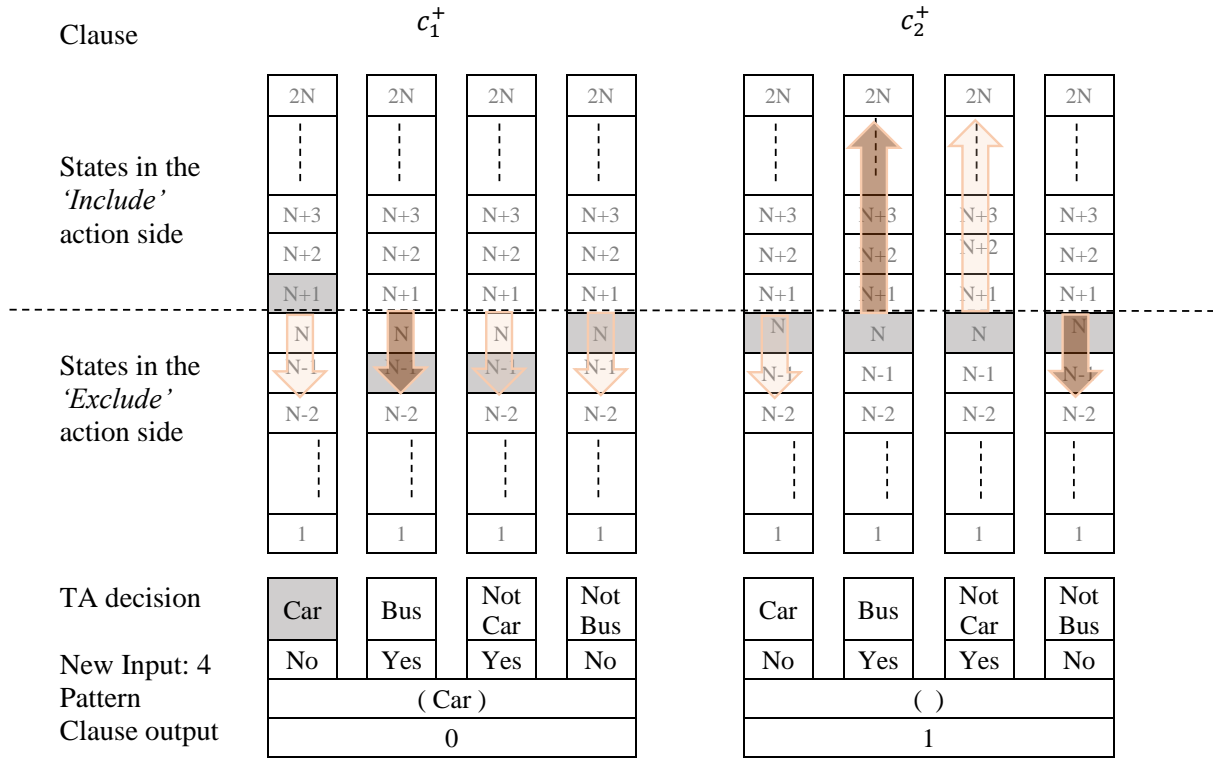 Clause c₁⁺ c₂⁺
2N 2N 2N 2N 2N 2N 2N 2N
States in the
‘Include’
action side
N+3 N+3 N+3 N+3 N+3 N+3 N+3 N+3
N+2 N+2 N+2 N+2 N+2 N+2 N+2 N+2
N+1 N+1 N+1 N+1 N+1 N+1 N+1 N+1
N N N N N N N N
States in the
‘Exclude’
action side
N-1 N-1 N-1 N-1 N-1 N-1 N-1 N-1
N-2 N-2 N-2 N-2 N-2 N-2 N-2 N-2
1 1 1 1 1 1 1 1
TA decision Car Bus Not Car Not Bus Car Bus Not Car Not Bus
New Input: 4 No Yes Yes No No Yes Yes No
Pattern ( Car ) ( )
Clause output 0 1